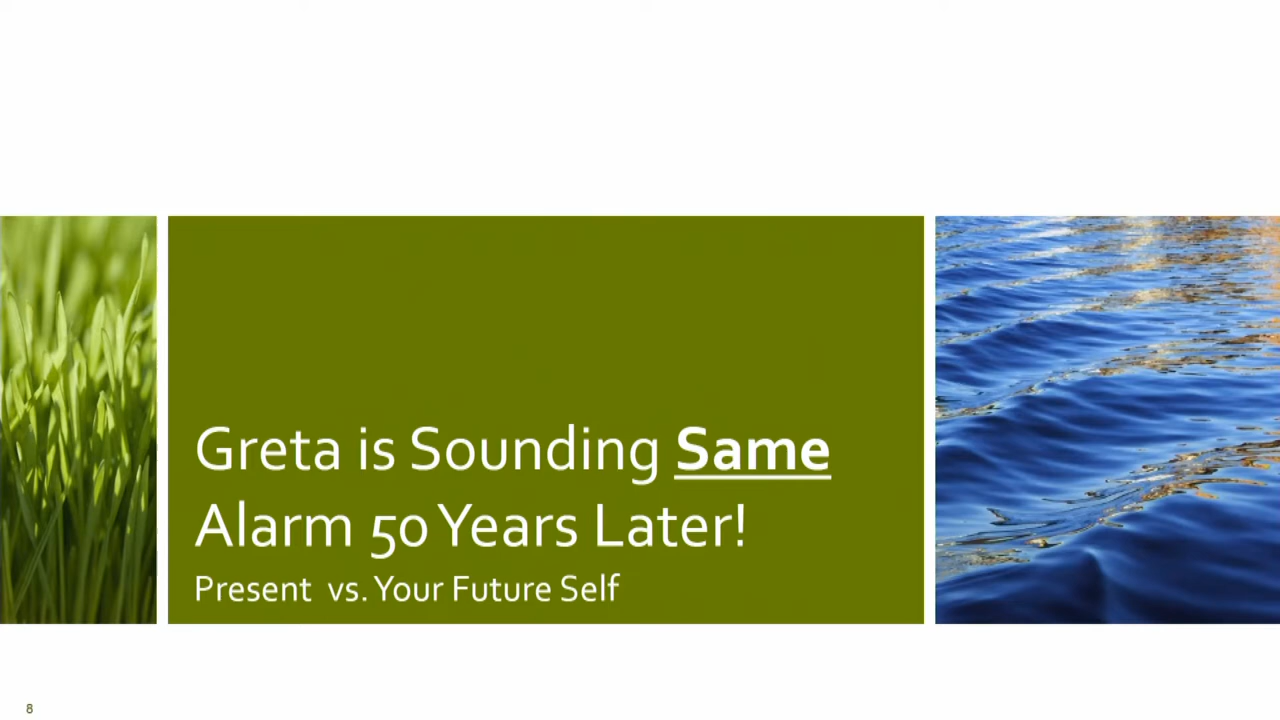 Greta is Sounding Same
Alarm 50 Years Later!
Present vs. Your Future Self
8